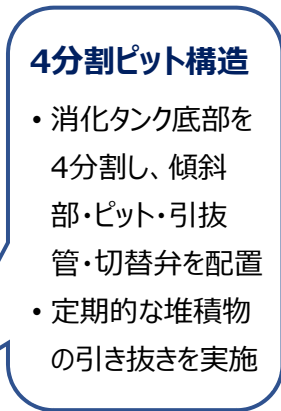 4分割ピット構造
• 消化タンク底部を
4分割し、傾斜
部・ピット・引抜
管・切替弁を配置
• 定期的な堆積物
の引き抜きを実施